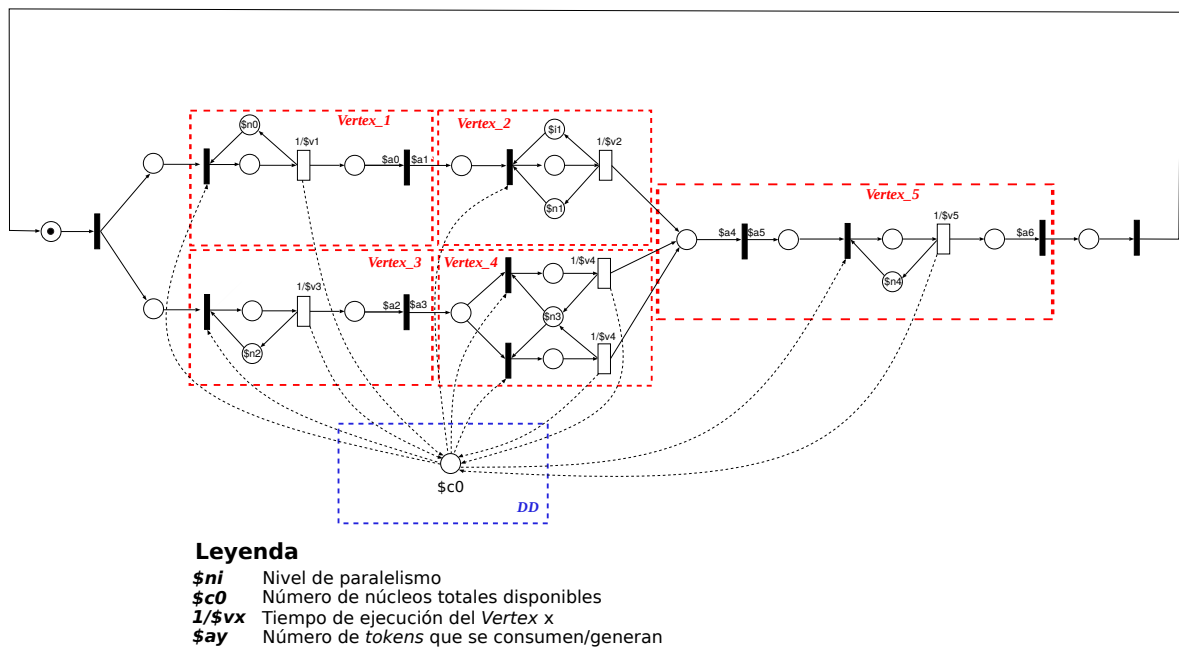 Vertex_1
Vertex_2
$n0
1/$v1
$a0
$a1
$i1
1/$v2
$n1
Vertex_5
$a4
$a5
1/$v5
$a6
$n4
Vertex_3
1/$v3
$a2
$a3
$n2
Vertex_4
1/$v4
$n3
1/$v4
$c0
DD
Leyenda
$ni Nivel de paralelismo
$c0 Número de núcleos totales disponibles
1/$vx Tiempo de ejecución del Vertex x
$ay Número de tokens que se consumen/generan